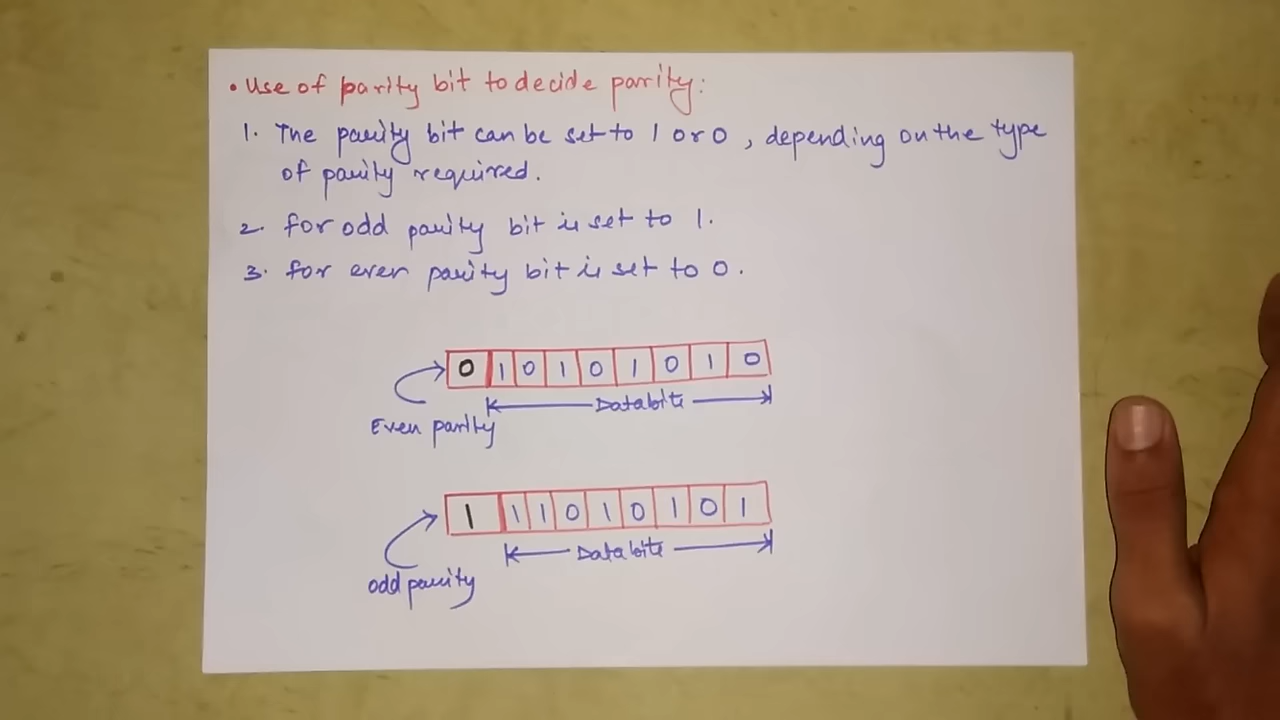 • Use of parity bit to decide parity:
1. The parity bit can be set to 1 or 0, depending on the type
of parity required.
2. for odd parity bit is set to 1.
3. for even parity bit is set to 0.
0 1 0 1 0 1 0 1 0
Databits
Even parity
1 1 1 0 1 0 1 0 1
Databits
odd parity